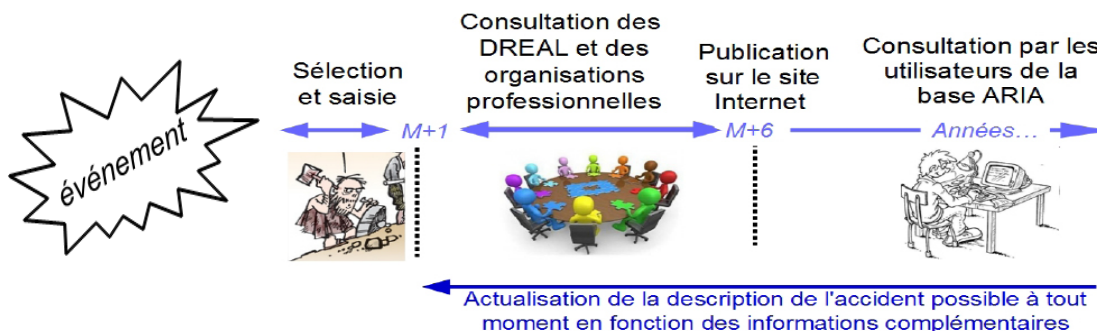 événement
Sélection
et saisie
Consultation des
DREAL et des
organisations
professionnelles
Publication
sur le site
Internet
Consultation par les
utilisateurs de la
base ARIA
M+1
M+6
Années...
Actualisation de la description de l'accident possible à tout
moment en fonction des informations complémentaires